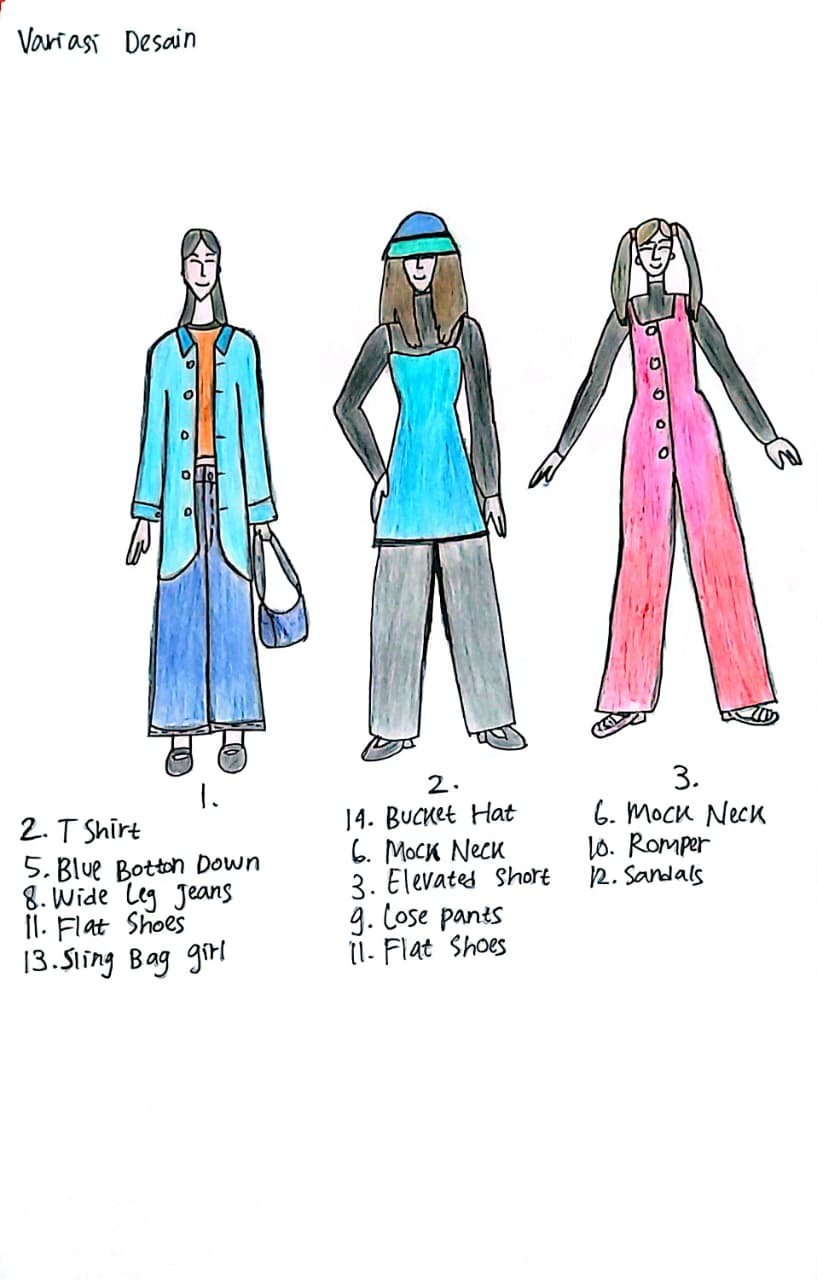 Variasi Desain
1.
2. T Shirt
5. Blue Botton Down
8. Wide Leg Jeans
11. Flat Shoes
13. Sling Bag girl
2.
14. Bucket Hat
6. Mock Neck
3. Elevated Short
9. Lose pants
11. Flat Shoes
3.
6. Mock Neck
10. Romper
12. Sandals